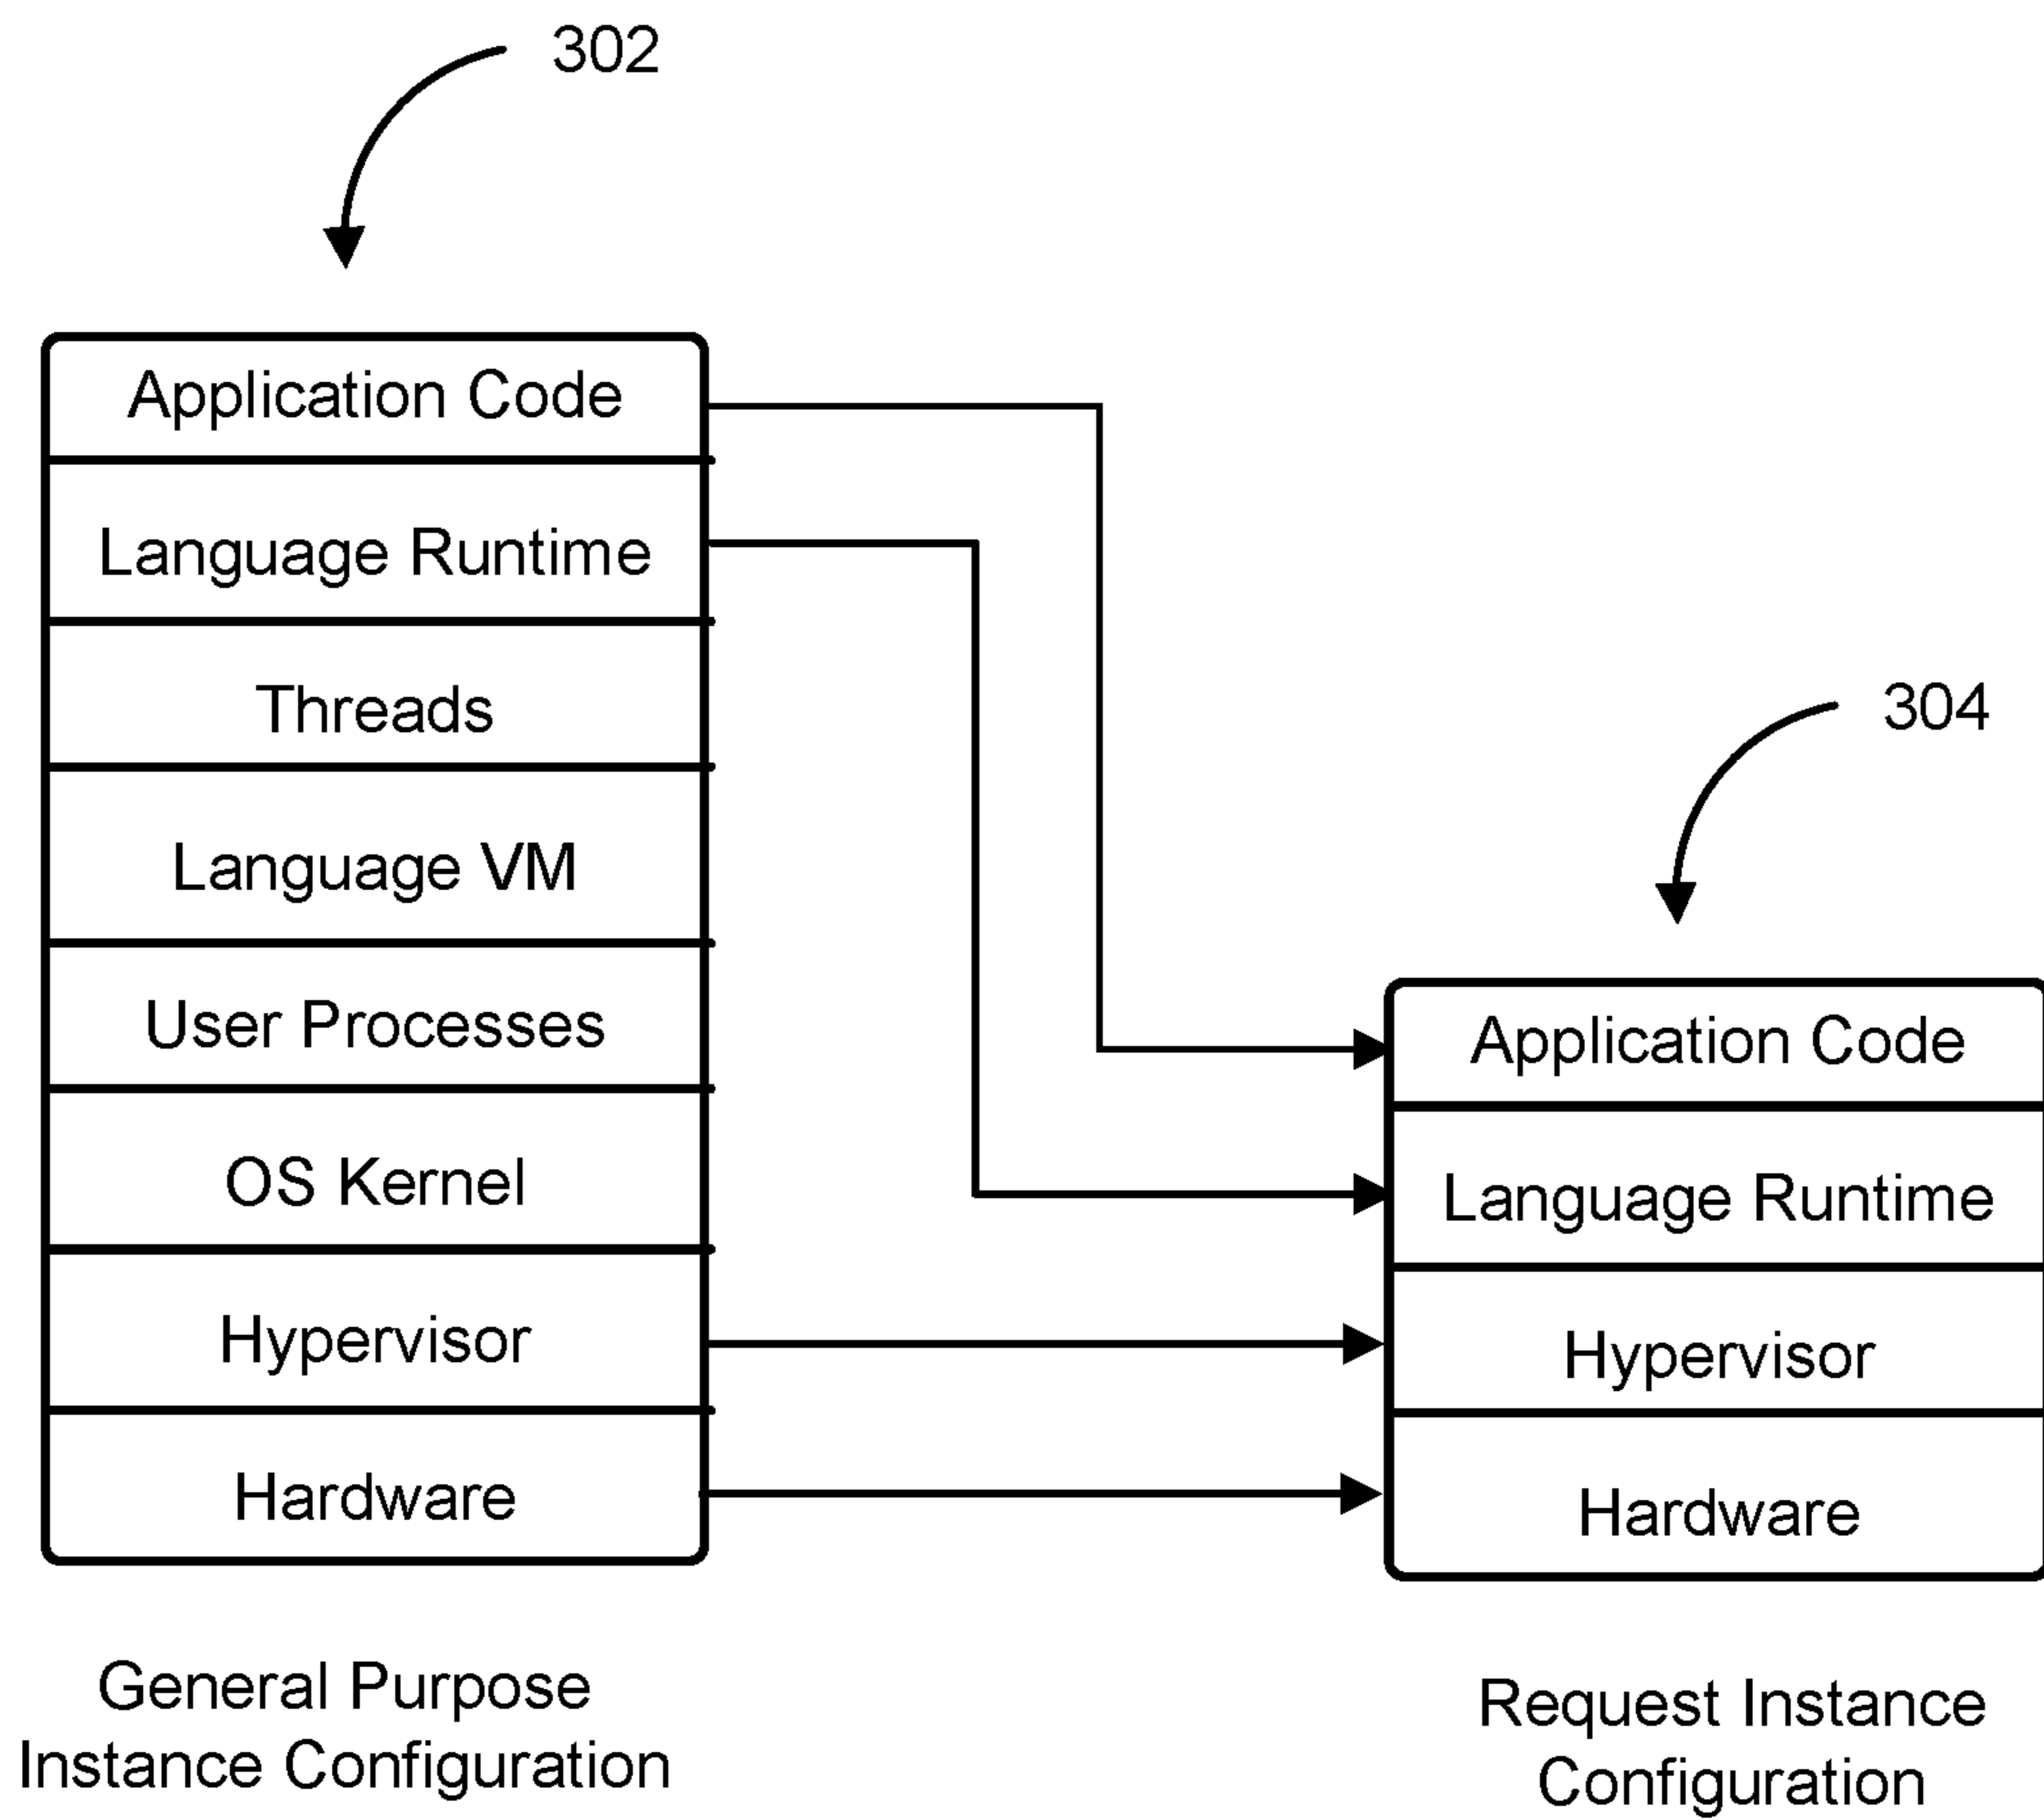 302
Application Code
Language Runtime
Threads
Language VM
User Processes
OS Kernel
Hypervisor
Hardware
General Purpose
Instance Configuration
304
Application Code
Language Runtime
Hypervisor
Hardware
Request Instance
Configuration